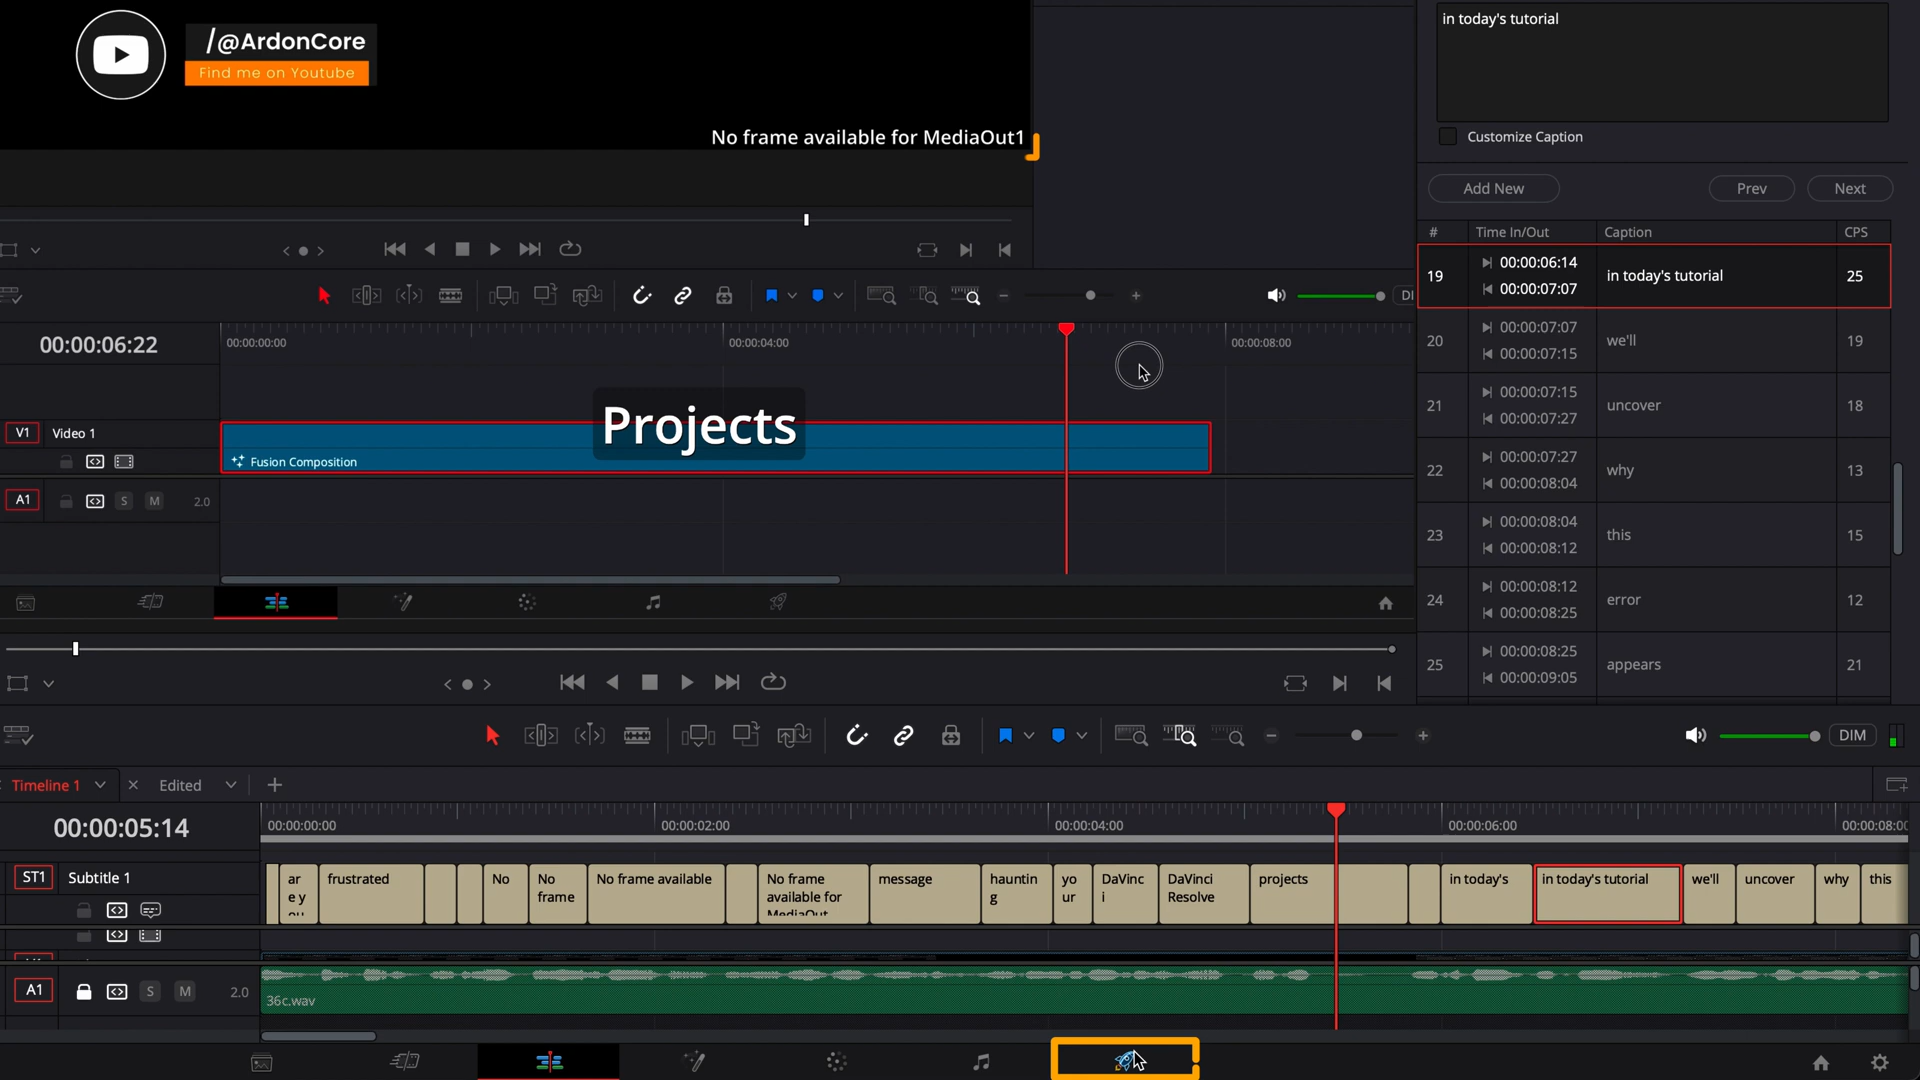 /@ArdonCore
Find me on Youtube
No frame available for MediaOut1
in today's tutorial
Customize Caption
Add New
Prev
Next
# Time In/Out Caption CPS
19 00:00:06:14 00:00:07:07 in today's tutorial 25
20 00:00:07:07 00:00:07:15 we'll 19
21 00:00:07:15 00:00:07:27 uncover 18
22 00:00:07:27 00:00:08:04 why 13
23 00:00:08:04 00:00:08:12 this 15
24 00:00:08:12 00:00:08:25 error 12
25 00:00:08:25 00:00:09:05 appears 21
00:00:06:22
00:00:00:00
00:00:04:00
00:00:08:00
V1 Video 1
Projects
Fusion Composition
A1 S M 2.0
DIM
Timeline 1
Edited
00:00:05:14
00:00:00:00
00:00:02:00
00:00:04:00
00:00:06:00
ST1 Subtitle 1
ar
e y
frustrated
No
No
frame
No frame available
No frame
available for
message
hauntin
g
yo
ur
DaVinc
i
DaVinci
Resolve
projects
in today's
in today's tutorial
we'll
uncover
why
this
A1 S M 2.0
36c.wav